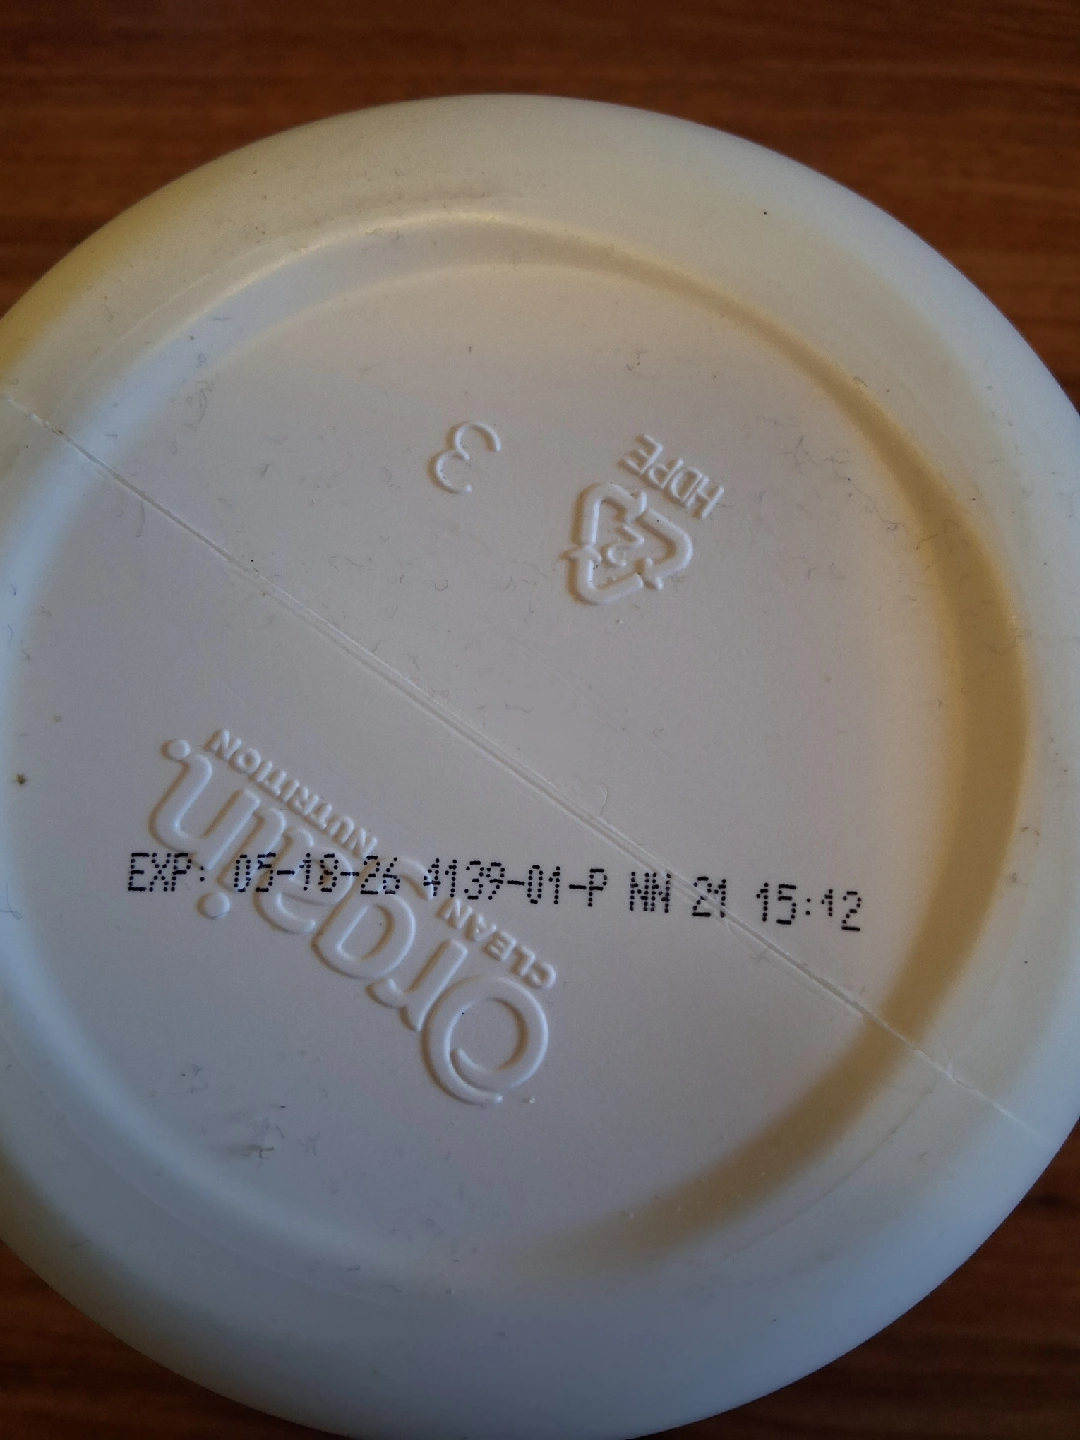 3
HDPE
2
Orgain.
CLEAN NUTRITION
EXP: 05-18-26 4139-01-P NN 21 15:12